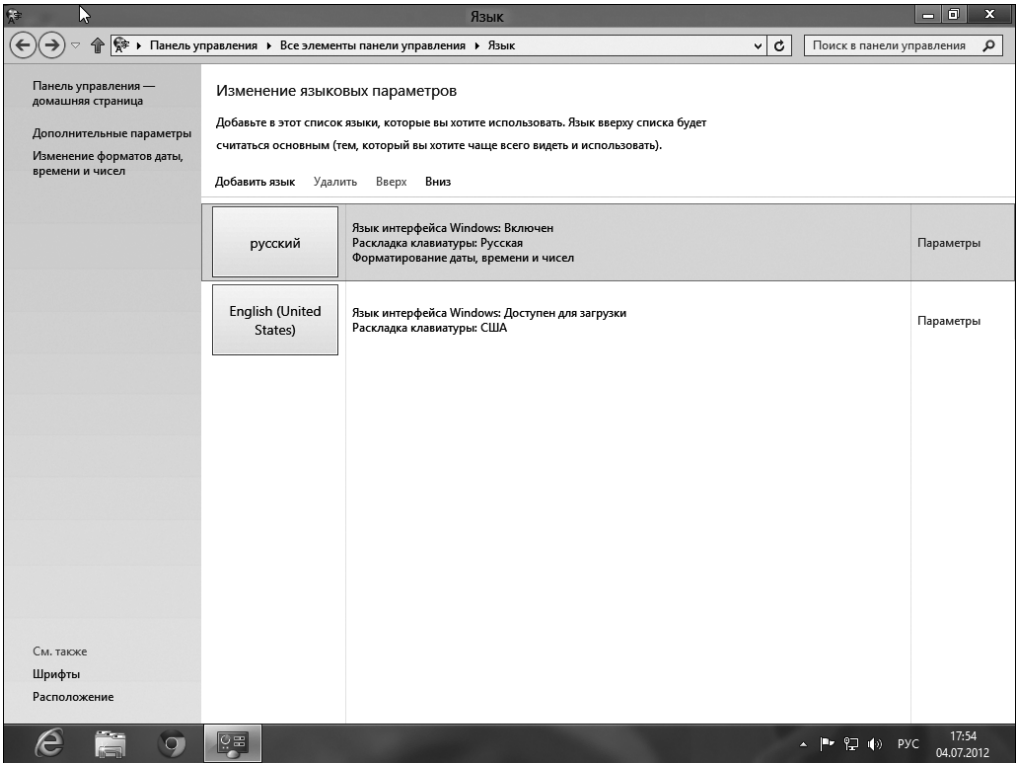 Язык
Панель управления
Все элементы панели управления
Язык
Поиск в панели управления
Панель управления —
домашняя страница
Дополнительные параметры
Изменение форматов даты,
времени и чисел
Изменение языковых параметров
Добавьте в этот список языки, которые вы хотите использовать. Язык вверху списка будет
считаться основным (тем, который вы хотите чаще всего видеть и использовать).
Добавить язык Удалить Вверх Вниз
русский
Язык интерфейса Windows: Включен
Раскладка клавиатуры: Русская
Форматирование даты, времени и чисел
Параметры
English (United
States)
Язык интерфейса Windows: Доступен для загрузки
Раскладка клавиатуры: США
Параметры
См. также
Шрифты
Расположение
РУС
17:54
04.07.2012